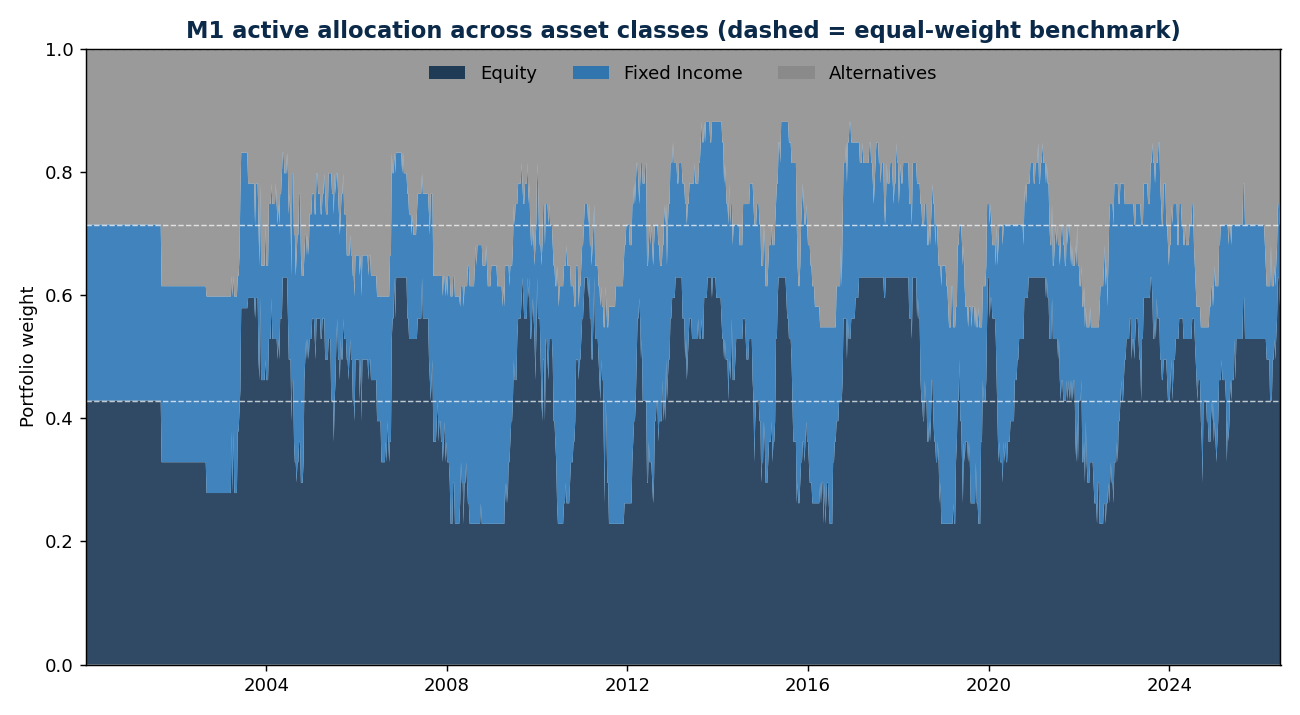 M1 active allocation across asset classes (dashed = equal-weight benchmark)
Equity Fixed Income Alternatives
Portfolio weight
1.0
0.8
0.6
0.4
0.2
0.0
2004 2008 2012 2016 2020 2024